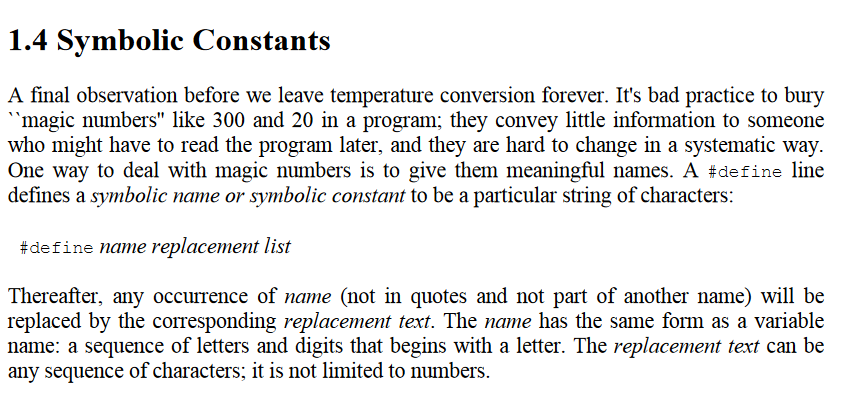 1.4 Symbolic Constants
A final observation before we leave temperature conversion forever. It's bad practice to bury
``magic numbers'' like 300 and 20 in a program; they convey little information to someone
who might have to read the program later, and they are hard to change in a systematic way.
One way to deal with magic numbers is to give them meaningful names. A #define line
defines a symbolic name or symbolic constant to be a particular string of characters:
#define name replacement list
Thereafter, any occurrence of name (not in quotes and not part of another name) will be
replaced by the corresponding replacement text. The name has the same form as a variable
name: a sequence of letters and digits that begins with a letter. The replacement text can be
any sequence of characters; it is not limited to numbers.